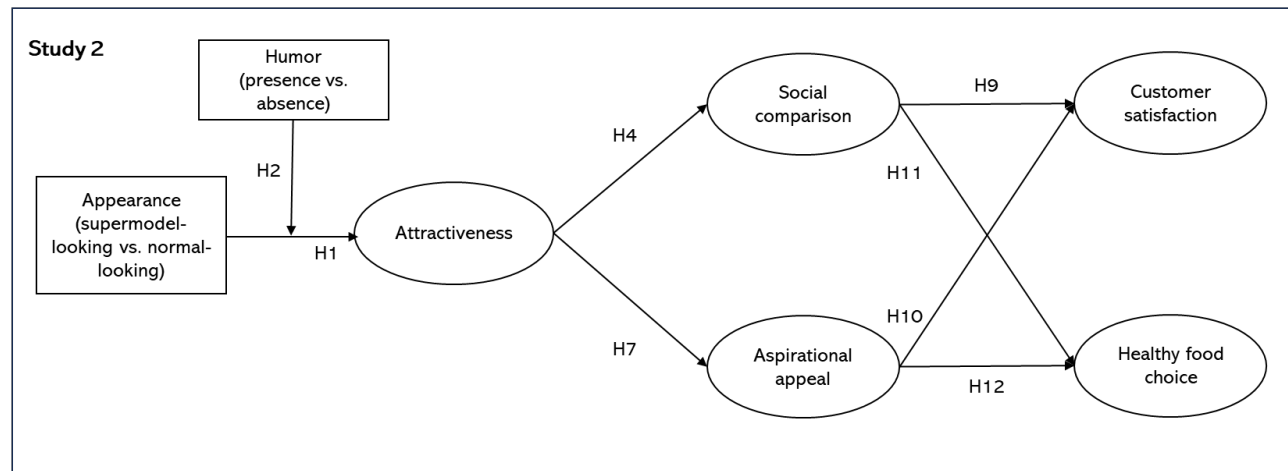 Study 2
Humor
(presence vs.
absence)
H2
Appearance
(supermodel-
looking vs. normal-
looking)
H1
Attractiveness
H4
H7
Social
comparison
Aspirational
appeal
H9
H11
H10
H12
Customer
satisfaction
Healthy food
choice